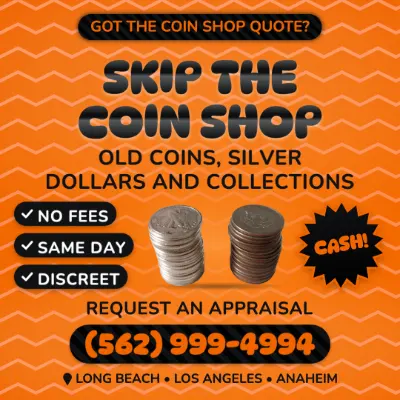 GOT THE COIN SHOP QUOTE?
SKIP THE
COIN SHOP
OLD COINS, SILVER
DOLLARS AND COLLECTIONS
NO FEES
SAME DAY
DISCREET
CASH!
REQUEST AN APPRAISAL
(562) 999-4994
LONG BEACH • LOS ANGELES • ANAHEIM